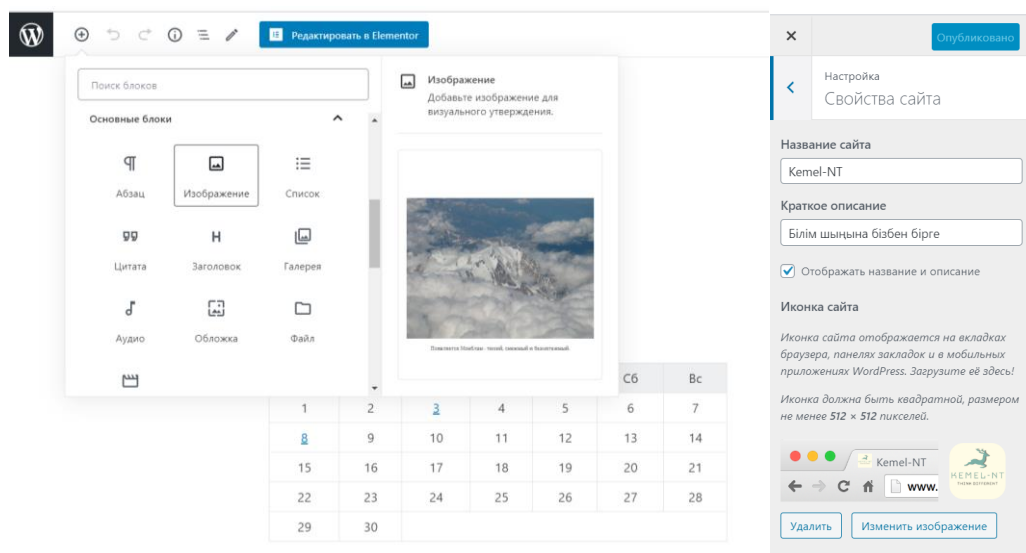 Редактировать в Elementor
Поиск блоков
Основные блоки
Абзац
Изображение
Список
Цитата
Заголовок
Галерея
Аудио
Обложка
Файл
Изображение
Добавьте изображение для
визуального утверждения.
Сб Вс
1 2 3 4 5 6 7
8 9 10 11 12 13 14
15 16 17 18 19 20 21
22 23 24 25 26 27 28
29 30
Опубликовано
Настройка
Свойства сайта
Название сайта
Kemel-NT
Краткое описание
Білім шыңына бізбен бірге
Отображать название и описание
Иконка сайта
Иконка сайта отображается на вкладках
браузера, панелях закладок и в мобильных
приложениях WordPress. Загрузите её здесь!
Иконка должна быть квадратной, размером
не менее 512 × 512 пикселей.
Kemel-NT
www.
KEMEL-NT
THINK DIFFERENT
Удалить
Изменить изображение